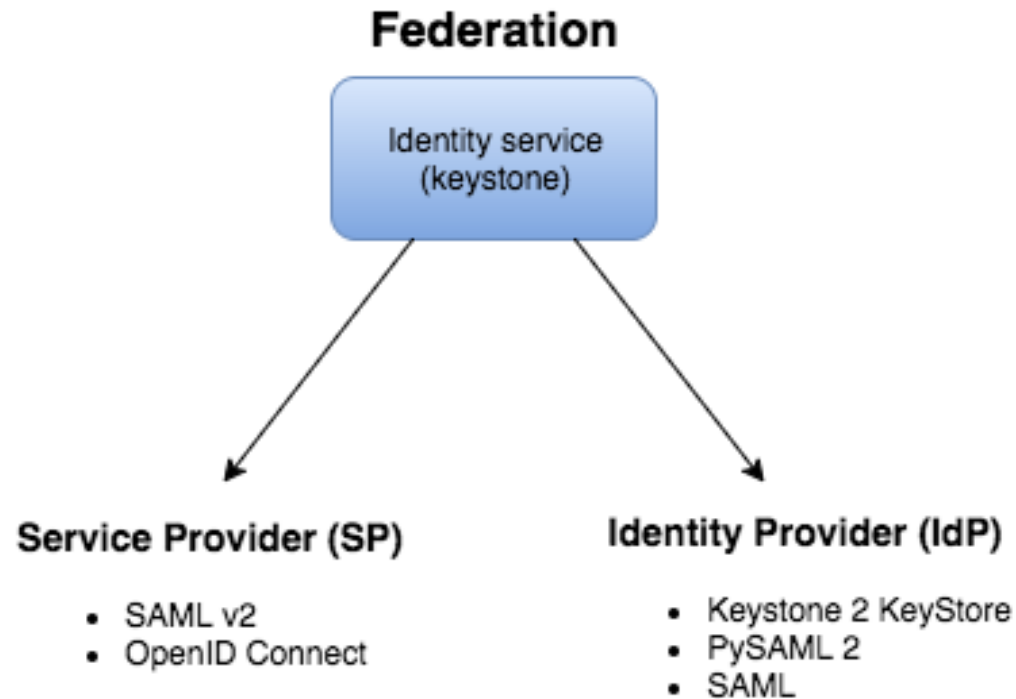 Federation
Identity service
(keystone)
Service Provider (SP)
• SAML v2
• OpenID Connect
Identity Provider (IdP)
• Keystone 2 KeyStore
• PySAML 2
• SAML